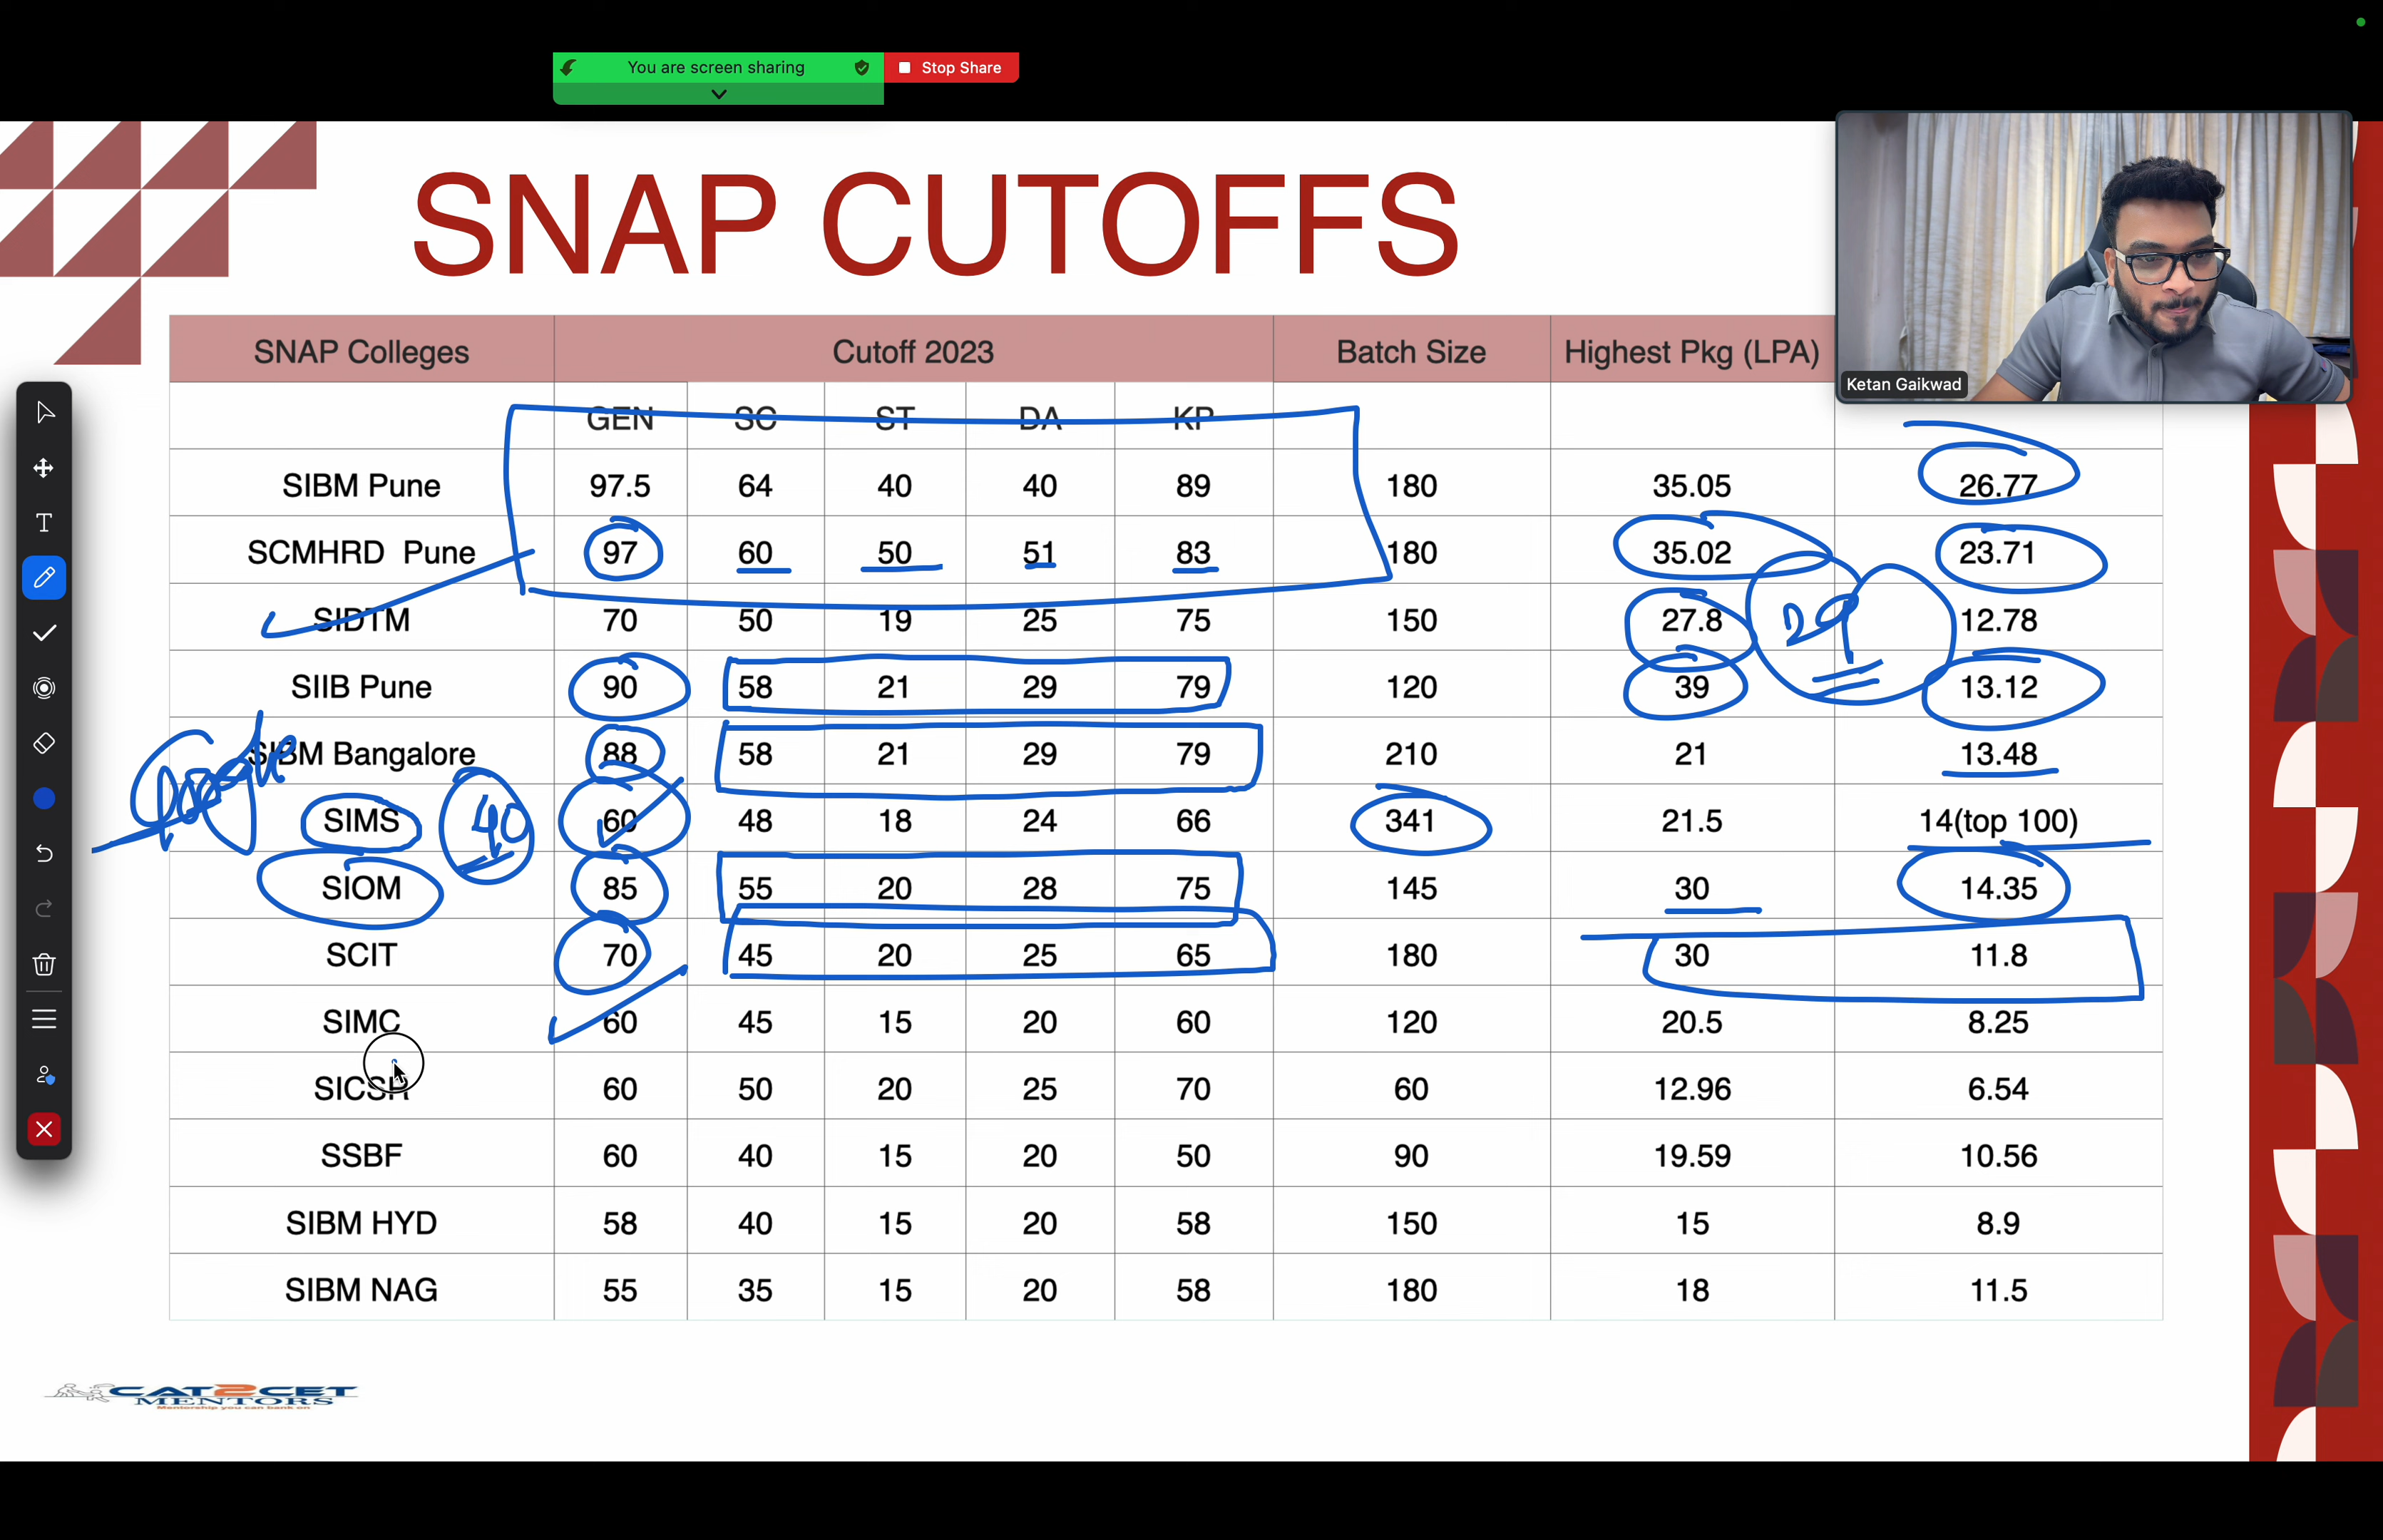 You are screen sharing Stop Share
SNAP CUTOFFS
Ketan Gaikwad
SNAP Colleges Cutoff 2023 Batch Size Highest Pkg (LPA)
GEN SC ST DA KP
SIBM Pune 97.5 64 40 40 89 180 35.05 26.77
SCMHRD Pune 97 60 50 51 83 180 35.02 23.71
SIDTM 70 50 19 25 75 150 27.8 12.78
SIIB Pune 90 58 21 29 79 120 39 13.12
SIBM Bangalore 88 58 21 29 79 210 21 13.48
SIMS 40 60 48 18 24 66 341 21.5 14(top 100)
SIOM 85 55 20 28 75 145 30 14.35
SCIT 70 45 20 25 65 180 30 11.8
SIMC 60 45 15 20 60 120 20.5 8.25
SICSR 60 50 20 25 70 60 12.96 6.54
SSBF 60 40 15 20 50 90 19.59 10.56
SIBM HYD 58 40 15 20 58 150 15 8.9
SIBM NAG 55 35 15 20 58 180 18 11.5
CAT2CET
MENTORS
Mentorship you can bank on
T